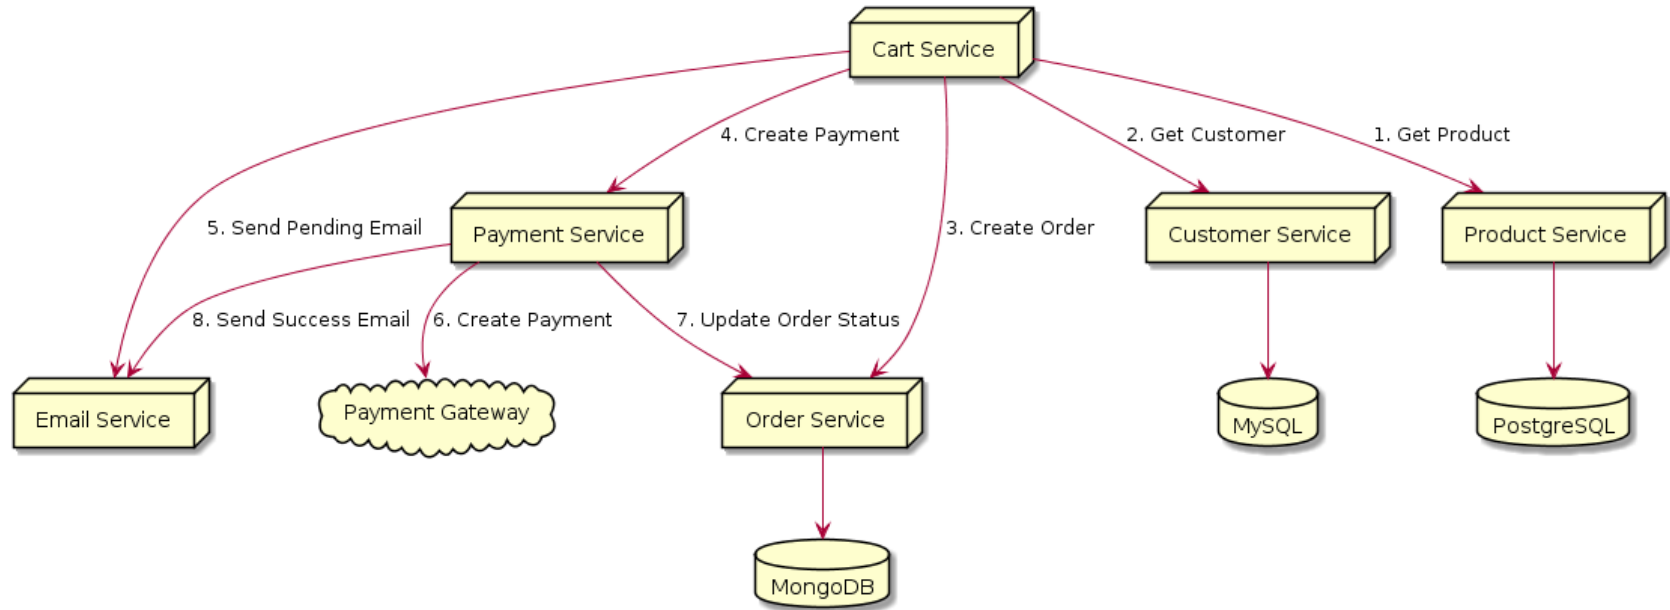 Cart Service
4. Create Payment
2. Get Customer
1. Get Product
5. Send Pending Email
Payment Service
3. Create Order
Customer Service
Product Service
8. Send Success Email
6. Create Payment
7. Update Order Status
Email Service
Payment Gateway
Order Service
MySQL
PostgreSQL
MongoDB